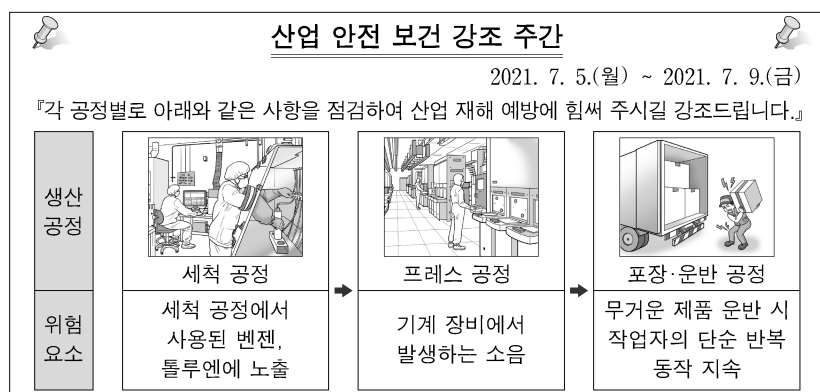 산업 안전 보건 강조 주간
2021. 7. 5.(월) ~ 2021. 7. 9.(금)
『각 공정별로 아래와 같은 사항을 점검하여 산업 재해 예방에 힘써 주시길 강조드립니다.』
생산
공정
세척 공정
프레스 공정
포장·운반 공정
위험
요소
세척 공정에서
사용된 벤젠,
톨루엔에 노출
기계 장비에서
발생하는 소음
무거운 제품 운반 시
작업자의 단순 반복
동작 지속